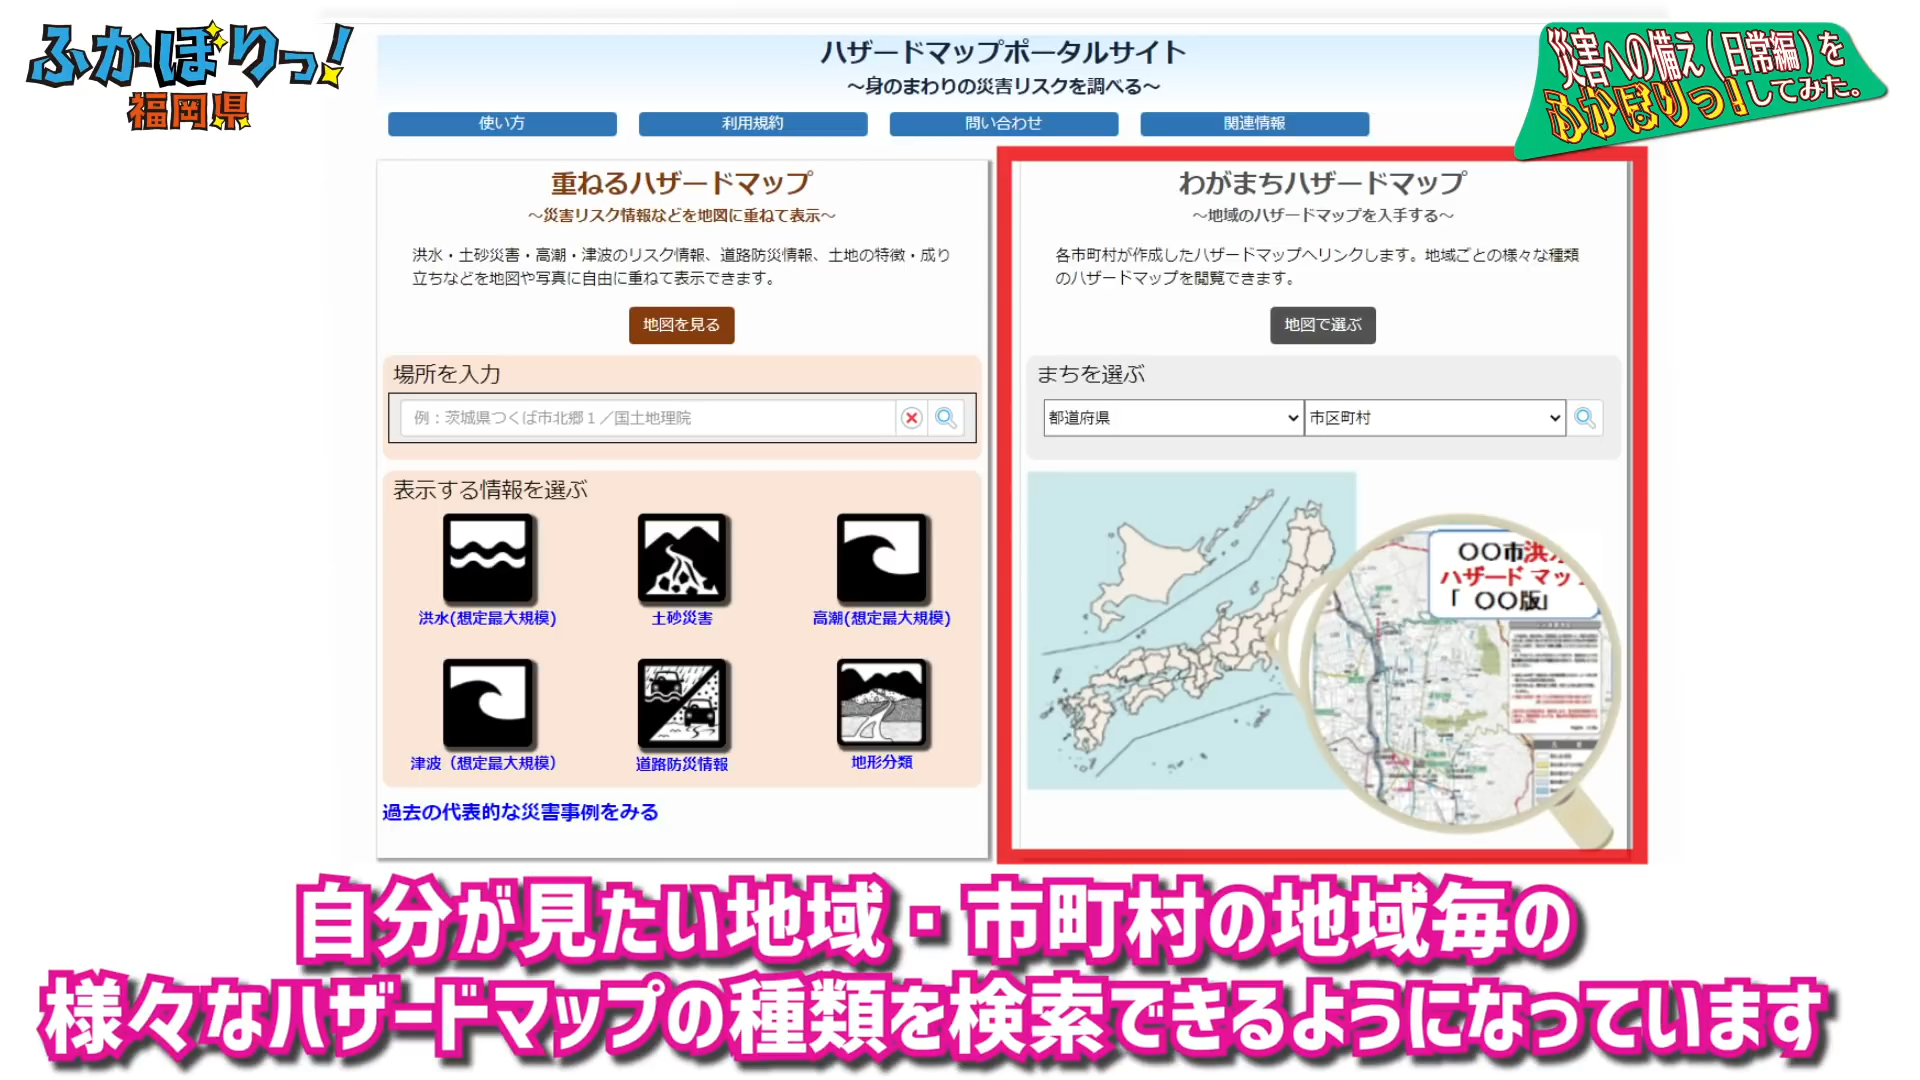 ふかぼりっ!
福岡県
災害への備え(日常編)を
ふかぼりっ!してみた。
ハザードマップポータルサイト
～身のまわりの災害リスクを調べる～
使い方
利用規約
問い合わせ
関連情報
重ねるハザードマップ
～災害リスク情報などを地図に重ねて表示～
洪水・土砂災害・高潮・津波のリスク情報、道路防災情報、土地の特徴・成り
立ちなどを地図や写真に自由に重ねて表示できます。
地図を見る
場所を入力
例：茨城県つくば市北郷１／国土地理院
表示する情報を選ぶ
洪水(想定最大規模)
土砂災害
高潮(想定最大規模)
津波（想定最大規模）
道路防災情報
地形分類
過去の代表的な災害事例をみる
わがまちハザードマップ
～地域のハザードマップを入手する～
各市町村が作成したハザードマップへリンクします。地域ごとの様々な種類
のハザードマップを閲覧できます。
地図で選ぶ
まちを選ぶ
都道府県
市区町村
〇〇市洪
ハザードマッ
「 〇〇版」
自分が見たい地域・市町村の地域毎の
様々なハザードマップの種類を検索できるようになっています